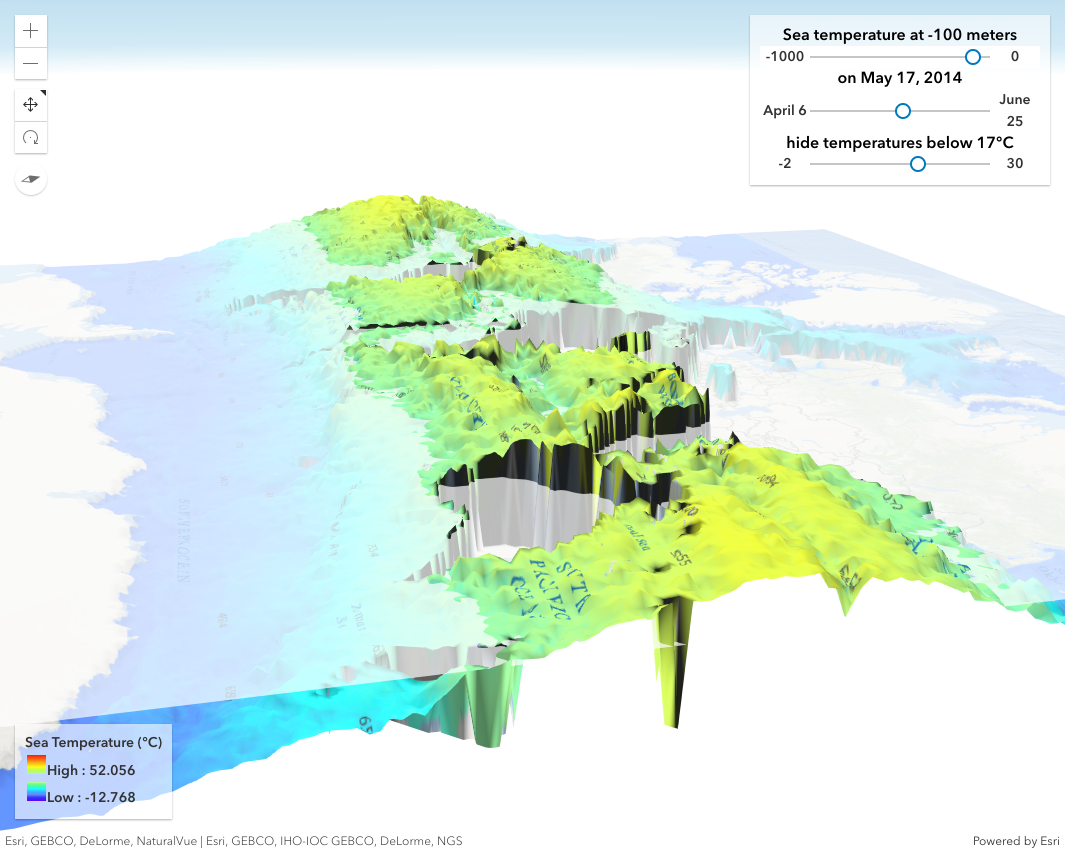 Sea temperature at -100 meters
-1000 0
on May 17, 2014
April 6 June 25
hide temperatures below 17°C
-2 30
S55
Sea Temperature (°C)
High : 52.056
Low : -12.768
Esri, GEBCO, DeLorme, NaturalVue | Esri, GEBCO, IHO-IOC GEBCO, DeLorme, NGS
Powered by Esri